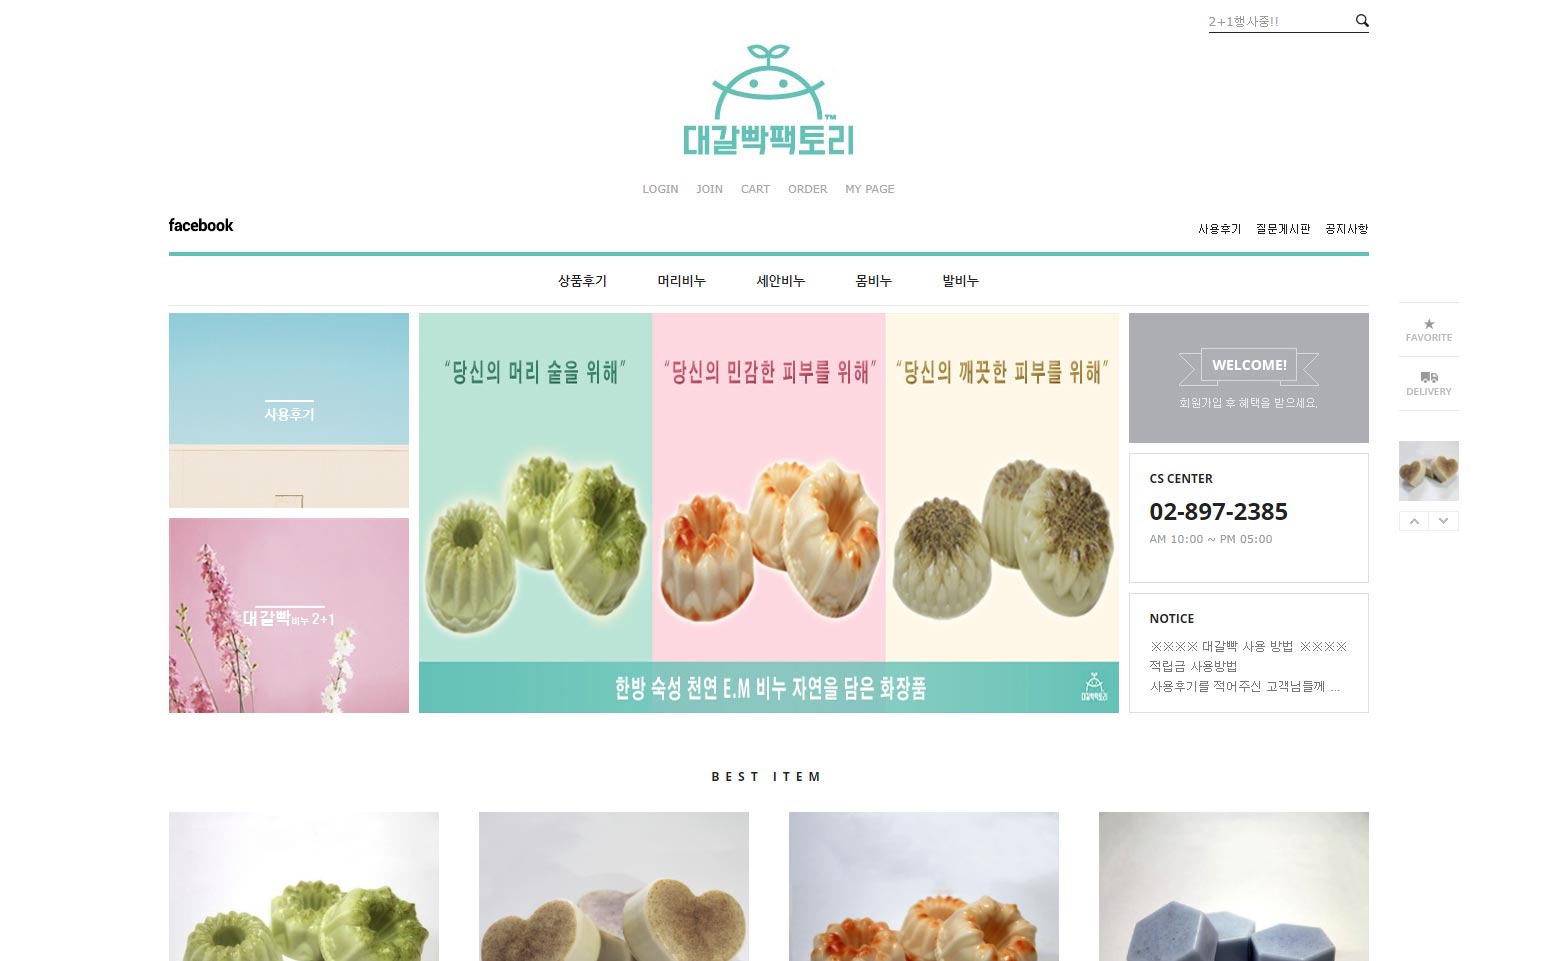 2+1행사중!!
대갈빡팩토리™
LOGIN JOIN CART ORDER MY PAGE
facebook
사용후기 질문게시판 공지사항
상품후기 머리비누 세안비누 몸비누 발비누
사용후기
대갈빡비누 2+1
“당신의 머리 숱을 위해”
“당신의 민감한 피부를 위해”
“당신의 깨끗한 피부를 위해”
한방 숙성 천연 E.M 비누 자연을 담은 화장품
대갈빡팩토리
WELCOME!
회원가입 후 혜택을 받으세요.
CS CENTER
02-897-2385
AM 10:00 ~ PM 05:00
NOTICE
※※※※ 대갈빡 사용 방법 ※※※※
적립금 사용방법
사용후기를 적어주신 고객님들께 ...
FAVORITE
DELIVERY
BEST ITEM